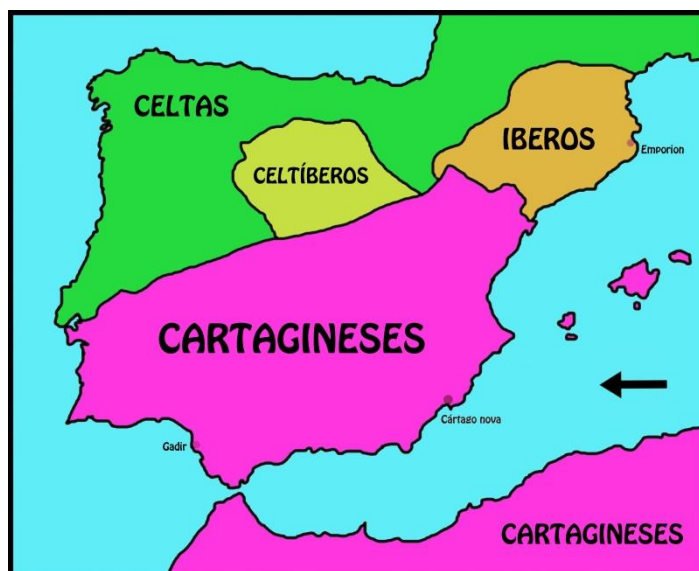 CELTAS
IBEROS
Emporion
CELTÍBEROS
CARTAGINESES
Cártago nova
Gadir
CARTAGINESES